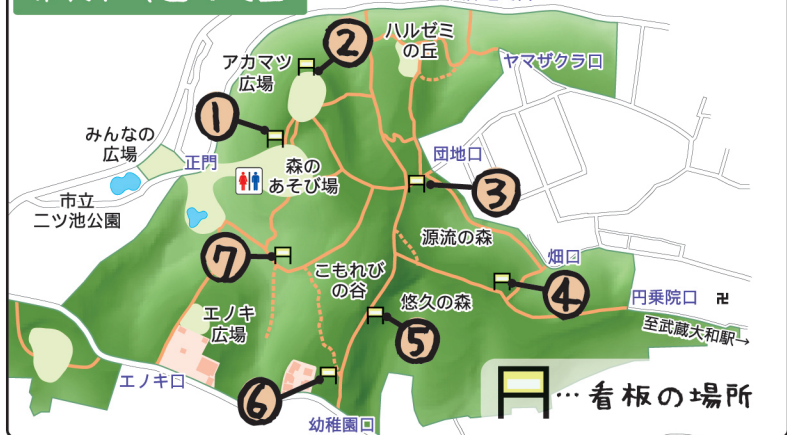 ハルゼミ
の丘
②
アカマツ
広場
ヤマザクラ口
①
みんなの
広場
正門
団地口
森の
あそび場
③
市立
二ツ池公園
源流の森
畑口
⑦
こもれび
の谷
④
円乗院口
卍
悠久の森
エノキ
広場
⑤
至武蔵大和駅→
エノキ口
⑥
…看板の場所
幼稚園口